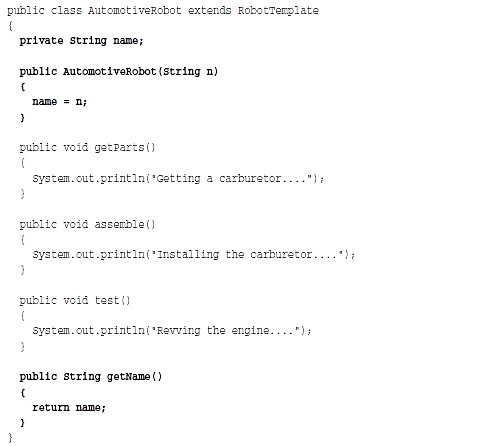 public class AutomotiveRobot extends RobotTemplate
{
private String name;
public AutomotiveRobot(String n)
{
name = n;
}
public void getParts()
{
System.out.println("Getting a carburetor....");
}
public void assemble()
{
System.out.println("Installing the carburetor....");
}
public void test()
{
System.out.println("Revving the engine....");
}
public String getName()
{
return name;
}
}